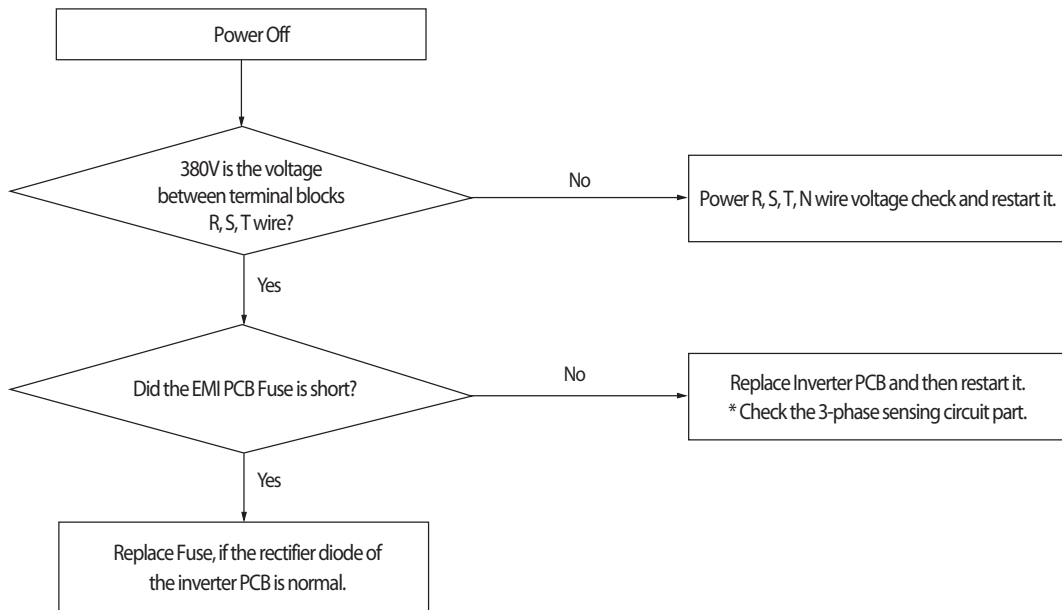 Power Off
380V is the voltage
between terminal blocks
R, S, T wire?
No
Power R, S, T, N wire voltage check and restart it.
Yes
Did the EMI PCB Fuse is short?
No
Replace Inverter PCB and then restart it.
* Check the 3-phase sensing circuit part.
Yes
Replace Fuse, if the rectifier diode of
the inverter PCB is normal.